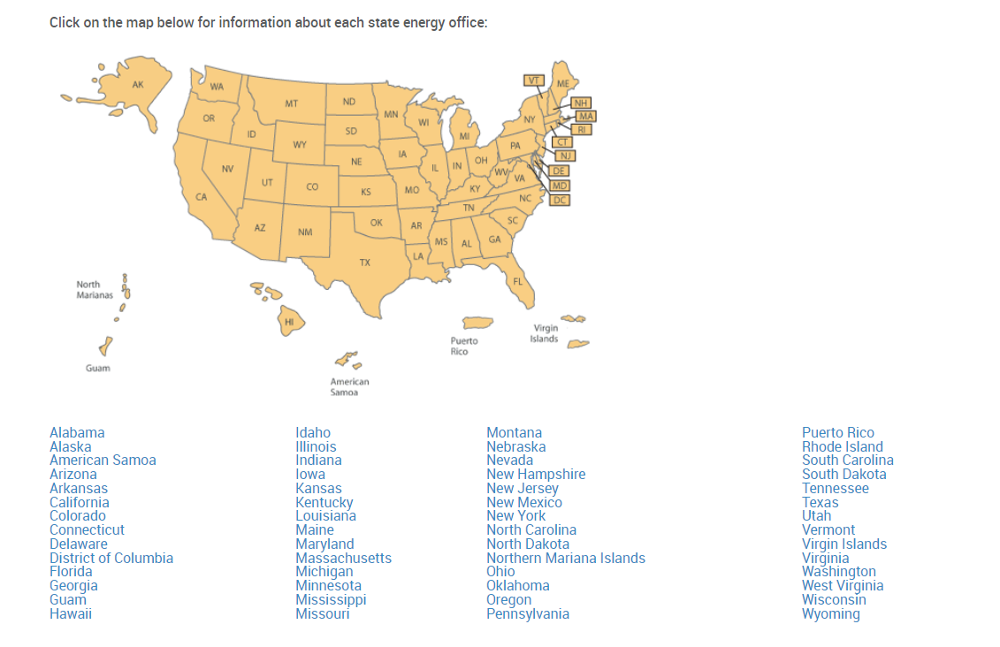 Click on the map below for information about each state energy office:
AK
WA
MT
ND
MN
VT
ME
NH
MA
RI
OR
ID
SD
WI
MI
NY
CT
WY
IA
PA
NJ
NV
NE
IL
IN
OH
WV
VA
DE
MD
DC
UT
CO
KS
MO
KY
CA
NC
TN
AZ
NM
OK
AR
SC
MS
AL
GA
TX
LA
FL
North
Marianas
HI
Guam
American
Samoa
Puerto
Rico
Virgin
Islands
Alabama
Alaska
American Samoa
Arizona
Arkansas
California
Colorado
Connecticut
Delaware
District of Columbia
Florida
Georgia
Guam
Hawaii
Idaho
Illinois
Indiana
Iowa
Kansas
Kentucky
Louisiana
Maine
Maryland
Massachusetts
Michigan
Minnesota
Mississippi
Missouri
Montana
Nebraska
Nevada
New Hampshire
New Jersey
New Mexico
New York
North Carolina
North Dakota
Northern Mariana Islands
Ohio
Oklahoma
Oregon
Pennsylvania
Puerto Rico
Rhode Island
South Carolina
South Dakota
Tennessee
Texas
Utah
Vermont
Virgin Islands
Virginia
Washington
West Virginia
Wisconsin
Wyoming